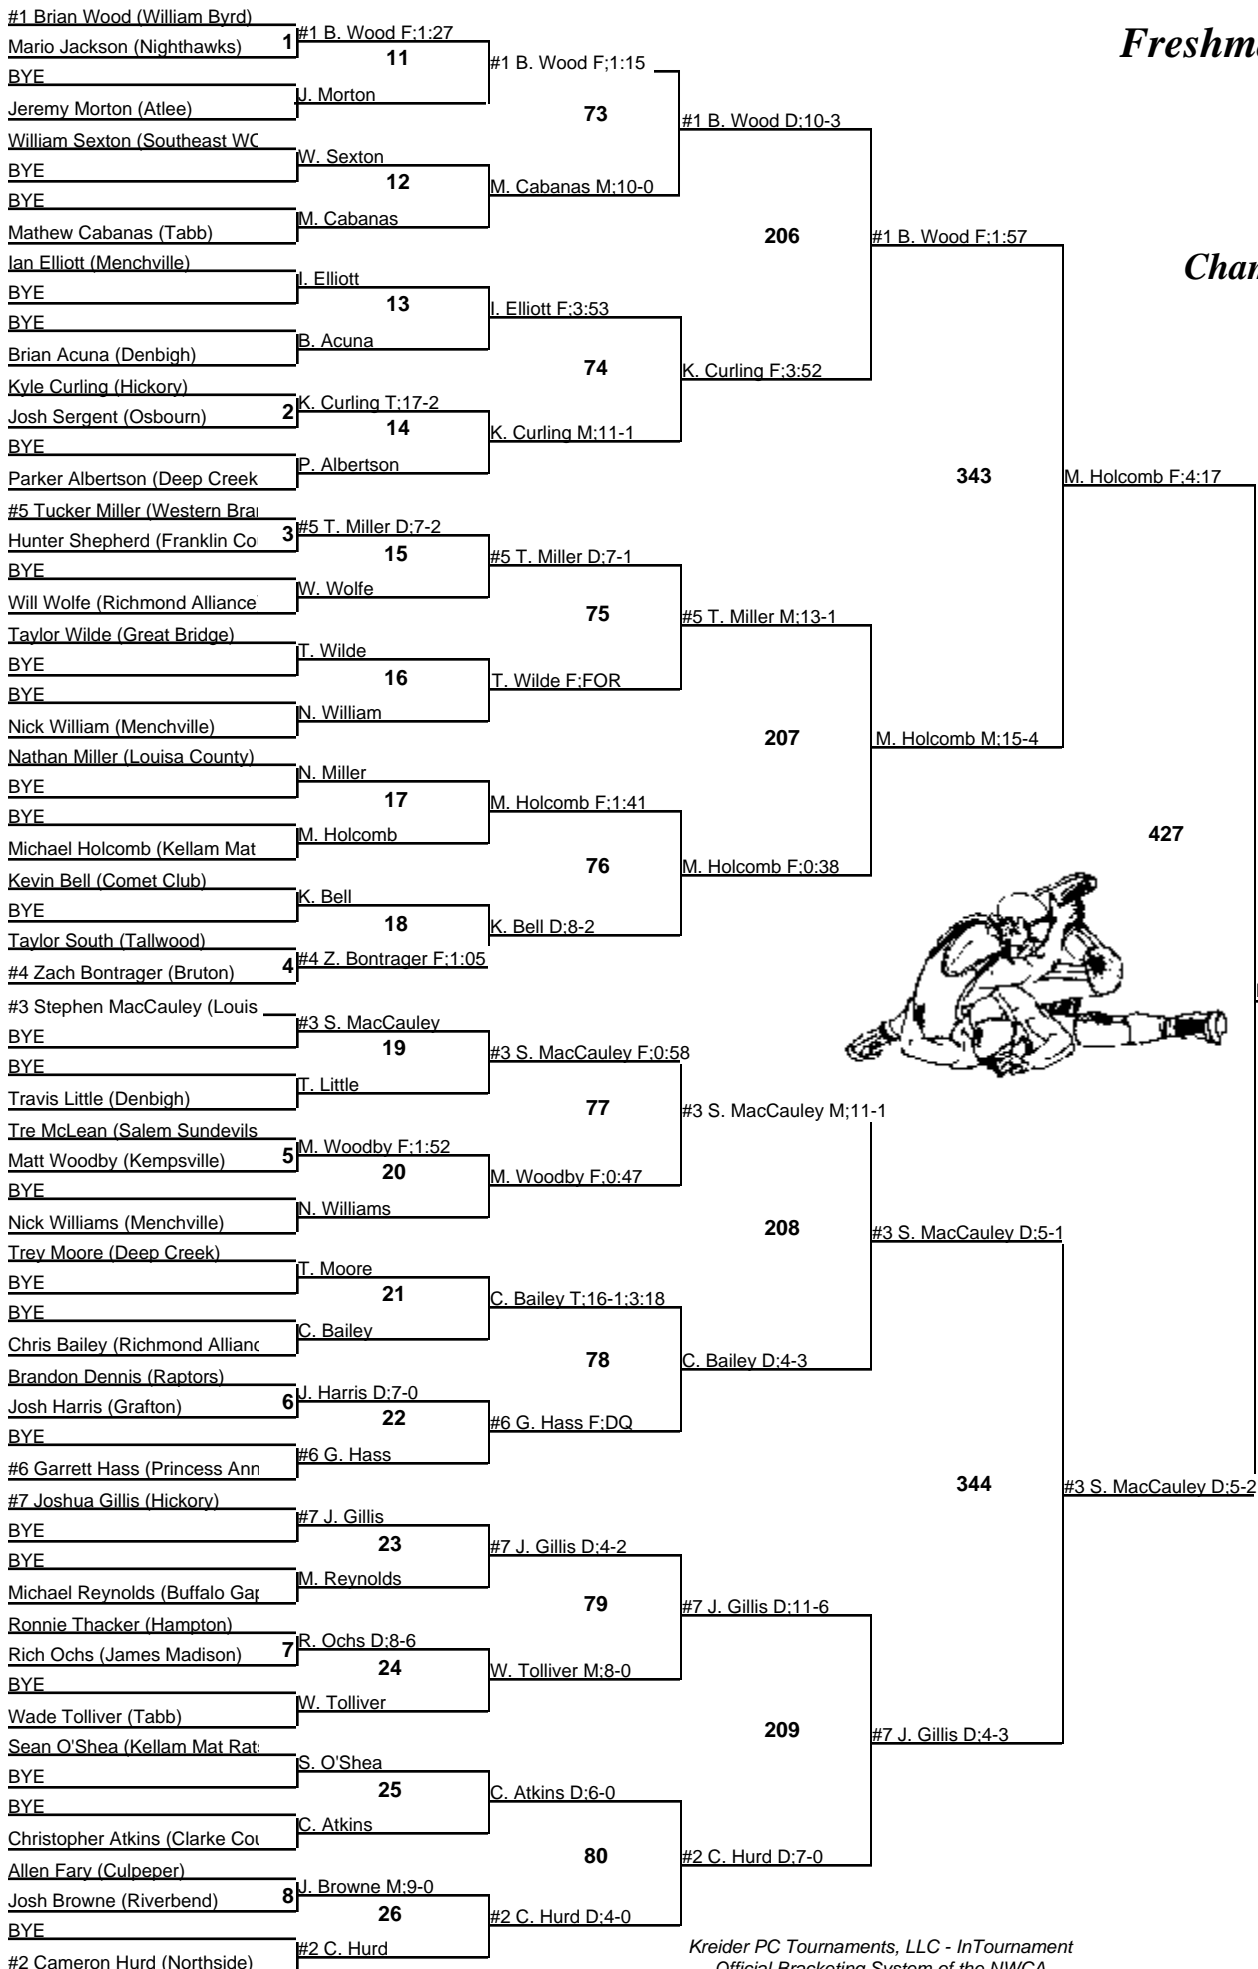 #1 Brian Wood (William Byrd)
Mario Jackson (Nighthawks)
BYE
Jeremy Morton (Atlee)
William Sexton (Southeast WC
BYE
BYE
Mathew Cabanas (Tabb)
Ian Elliott (Menchville)
BYE
BYE
Brian Acuna (Denbigh)
Kyle Curling (Hickory)
Josh Sergent (Osbourn)
BYE
Parker Albertson (Deep Creek
#5 Tucker Miller (Western Bra
Hunter Shepherd (Franklin Co
BYE
Will Wolfe (Richmond Alliance
Taylor Wilde (Great Bridge)
BYE
BYE
Nick William (Menchville)
Nathan Miller (Louisa County)
BYE
BYE
Michael Holcomb (Kellam Mat
Kevin Bell (Comet Club)
BYE
Taylor South (Tallwood)
#4 Zach Bontrager (Bruton)
#3 Stephen MacCauley (Louis
BYE
BYE
Travis Little (Denbigh)
Tre McLean (Salem Sundevils
Matt Woodby (Kempsville)
BYE
Nick Williams (Menchville)
Trey Moore (Deep Creek)
BYE
BYE
Chris Bailey (Richmond Allianc
Brandon Dennis (Raptors)
Josh Harris (Grafton)
BYE
#6 Garrett Hass (Princess Ann
#7 Joshua Gillis (Hickory)
BYE
BYE
Michael Reynolds (Buffalo Gap
Ronnie Thacker (Hampton)
Rich Ochs (James Madison)
BYE
Wade Tolliver (Tabb)
Sean O'Shea (Kellam Mat Rats
BYE
BYE
Christopher Atkins (Clarke Cou
Allen Fary (Culpeper)
Josh Browne (Riverbend)
BYE
#2 Cameron Hurd (Northside)
1
2
3
4
5
6
7
8
#1 B. Wood F;1:27
11
J. Morton
W. Sexton
12
M. Cabanas
I. Elliott
13
B. Acuna
K. Curling T;17-2
14
P. Albertson
#5 T. Miller D;7-2
15
W. Wolfe
T. Wilde
16
N. William
N. Miller
17
M. Holcomb
K. Bell
18
#4 Z. Bontrager F;1:05
#3 S. MacCauley
19
T. Little
M. Woodby F;1:52
20
N. Williams
T. Moore
21
C. Bailey
J. Harris D;7-0
22
#6 G. Hass
#7 J. Gillis
23
M. Reynolds
R. Ochs D;8-6
24
W. Tolliver
S. O'Shea
25
C. Atkins
J. Browne M;9-0
26
#2 C. Hurd
#1 B. Wood F;1:15
73
M. Cabanas M;10-0
I. Elliott F;3:53
74
K. Curling M;11-1
#5 T. Miller D;7-1
75
T. Wilde F;FOR
M. Holcomb F;1:41
76
K. Bell D;8-2
#3 S. MacCauley F;0:58
77
M. Woodby F;0:47
C. Bailey T;16-1;3:18
78
#6 G. Hass F;DQ
#7 J. Gillis D;4-2
79
W. Tolliver M;8-0
C. Atkins D;6-0
80
#2 C. Hurd D;4-0
#1 B. Wood D;10-3
206
K. Curling F;3:52
#5 T. Miller M;13-1
207
M. Holcomb F;0:38
#3 S. MacCauley M;11-1
208
C. Bailey D;4-3
#7 J. Gillis D;11-6
209
#2 C. Hurd D;7-0
#1 B. Wood F;1:57
343
M. Holcomb M;15-4
#3 S. MacCauley D;5-1
344
#7 J. Gillis D;4-3
M. Holcomb F;4:17
427
#3 S. MacCauley D;5-2
Freshm
Cham
Kreider PC Tournaments, LLC - InTournament
Official Bracketing System of the NWCA